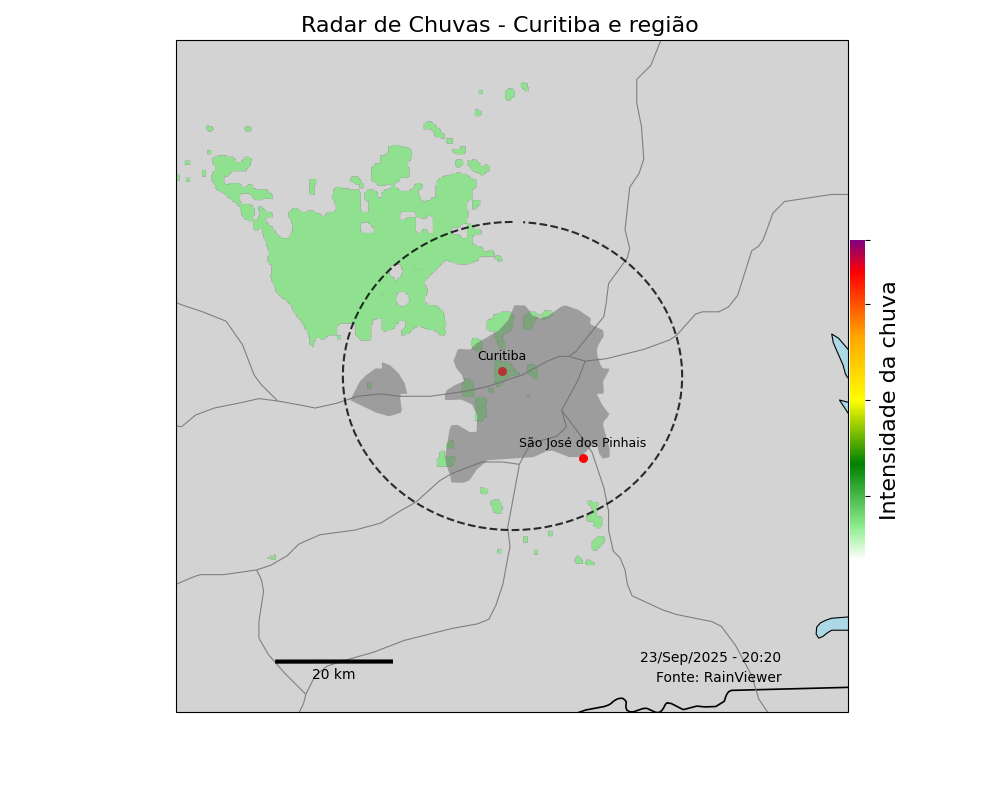 Radar de Chuvas - Curitiba e região
Curitiba
São José dos Pinhais
Intensidade da chuva
20 km
23/Sep/2025 - 20:20
Fonte: RainViewer